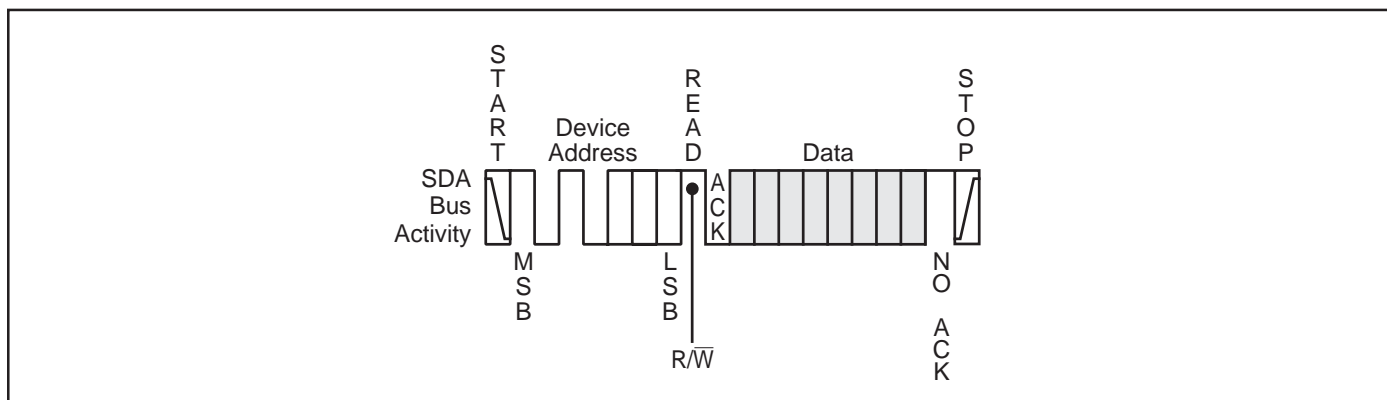 START
READ
STOP
Device
Address
Data
SDA
Bus
Activity
ACK
MSB
LSB
NO ACK
R/W̅